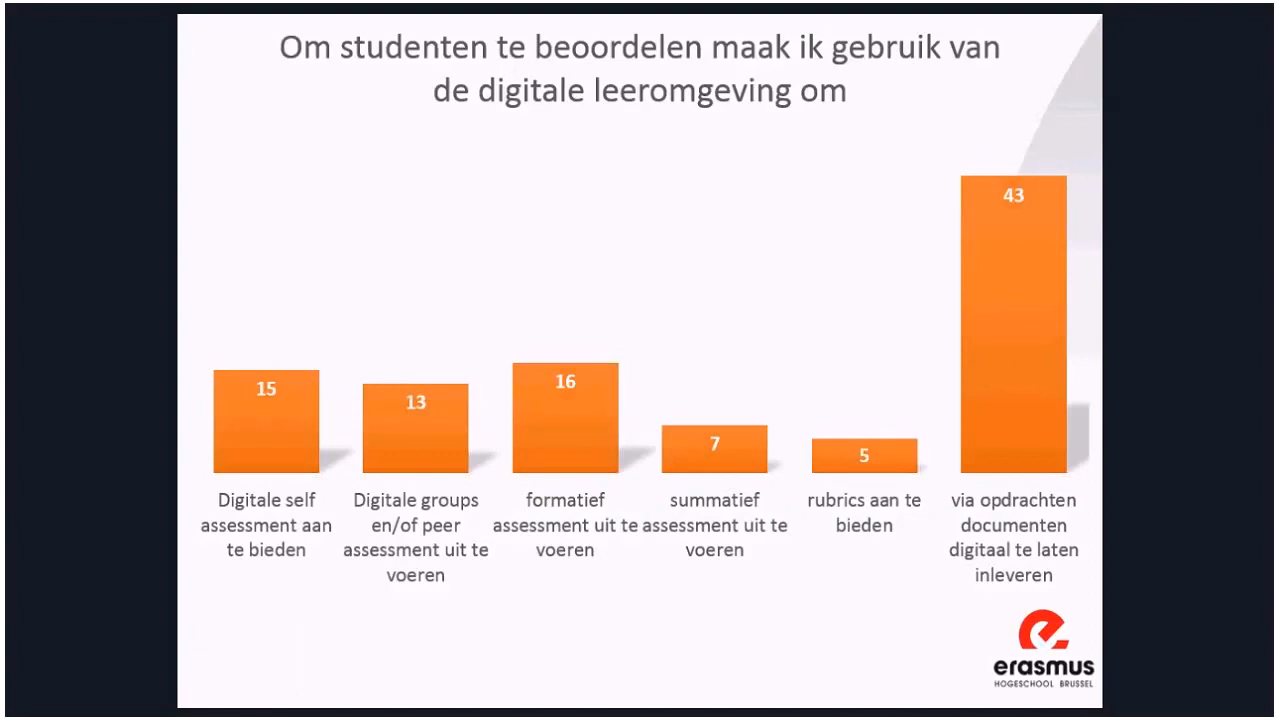 Om studenten te beoordelen maak ik gebruik van
de digitale leeromgeving om
15
13
16
7
5
43
Digitale self
assessment aan
te bieden
Digitale groups
en/of peer
assessment uit te
voeren
formatief
assessment uit te
voeren
summatief
assessment uit te
voeren
rubrics aan te
bieden
via opdrachten
documenten
digitaal te laten
inleveren
erasmus
HOGESCHOOL BRUSSEL